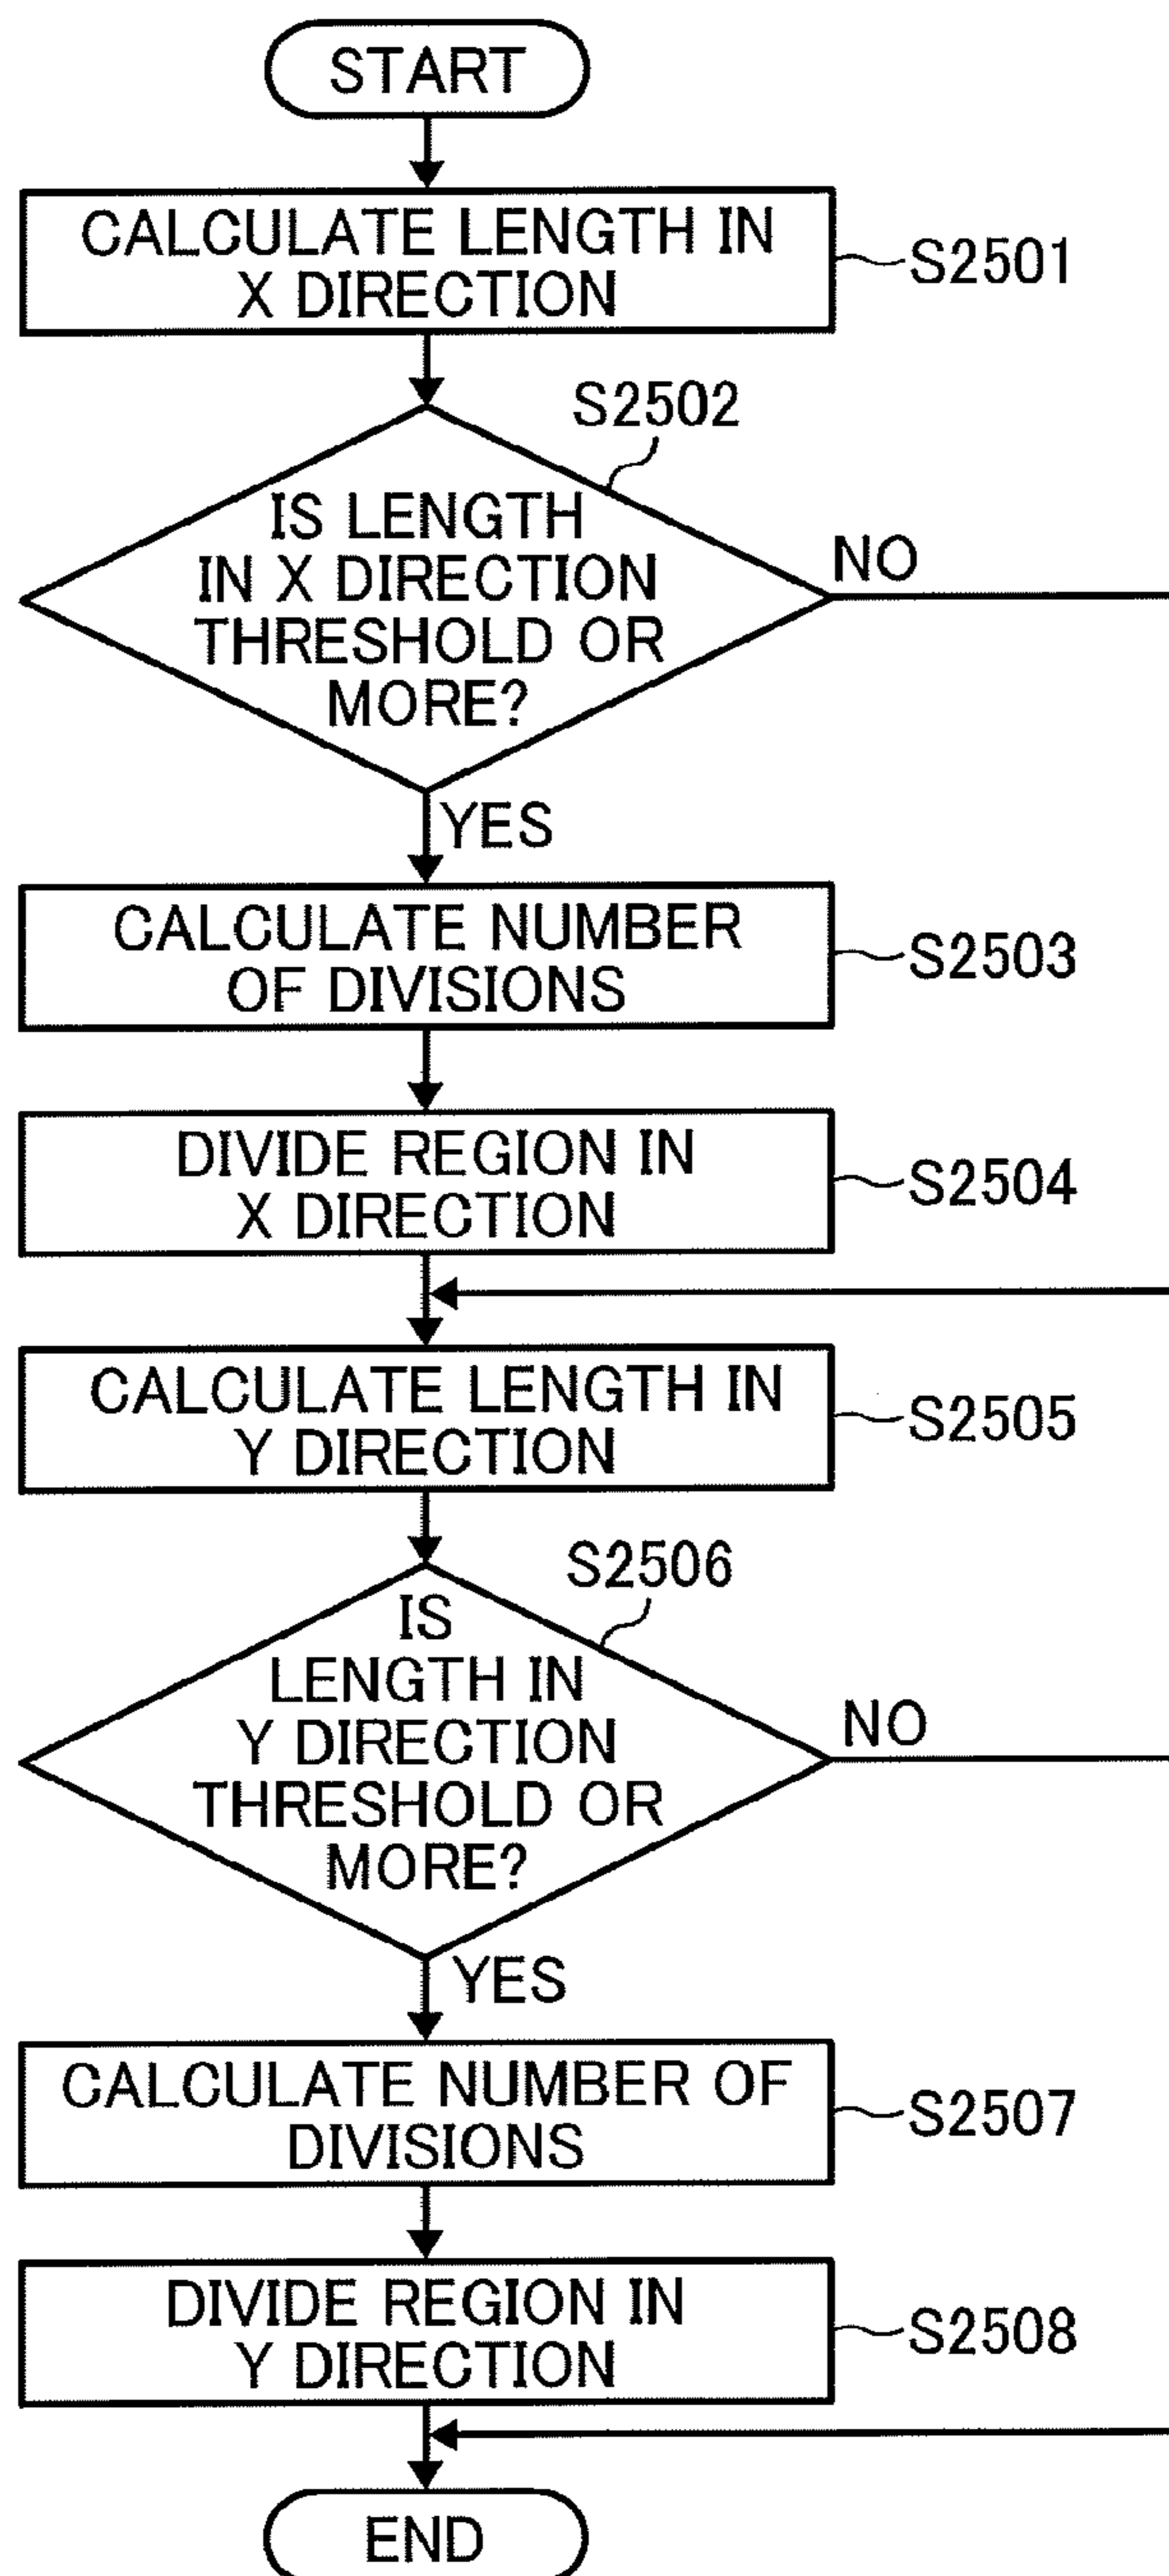 START
CALCULATE LENGTH IN
X DIRECTION
S2501
S2502
IS LENGTH
IN X DIRECTION
THRESHOLD OR
MORE?
NO
YES
CALCULATE NUMBER
OF DIVISIONS
S2503
DIVIDE REGION IN
X DIRECTION
S2504
CALCULATE LENGTH IN
Y DIRECTION
S2505
S2506
IS
LENGTH IN
Y DIRECTION
THRESHOLD OR
MORE?
NO
YES
CALCULATE NUMBER OF
DIVISIONS
S2507
DIVIDE REGION IN
Y DIRECTION
S2508
END